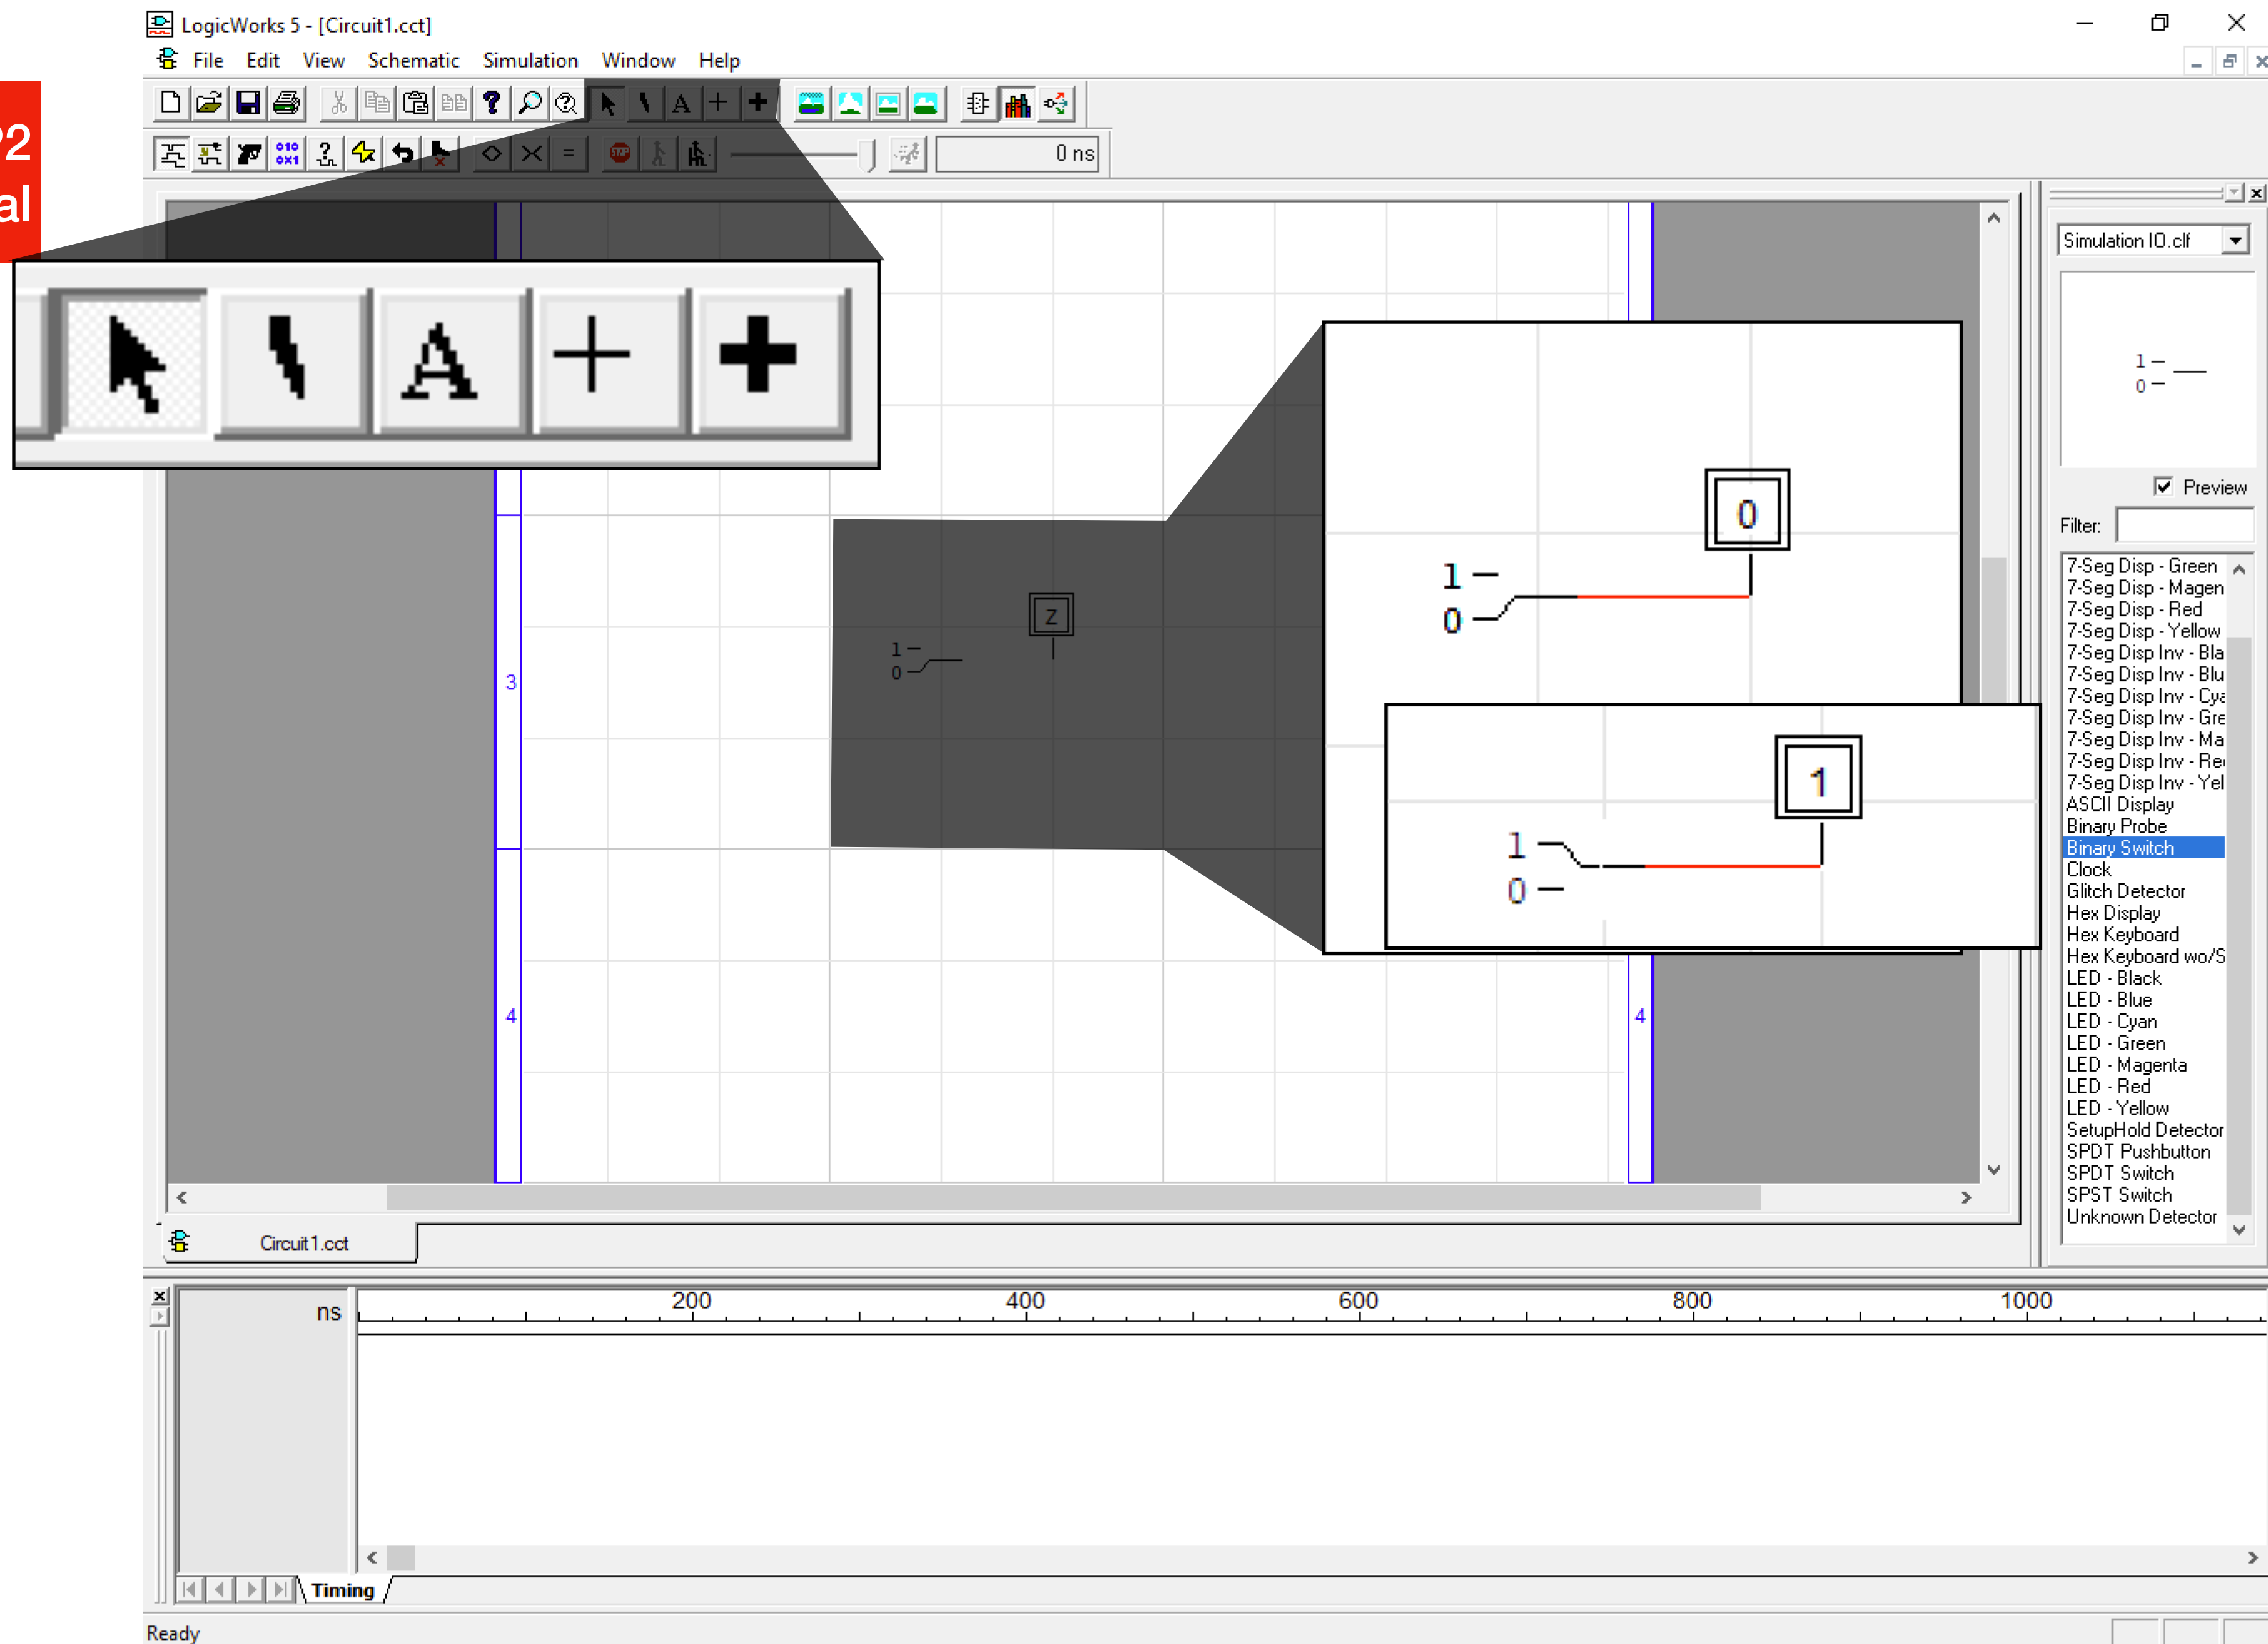 LogicWorks 5 - [Circuit1.cct]
File Edit View Schematic Simulation Window Help
A
STOP
0 ns
A
3
4
4
1
0
Z
1
0
0
1
0
1
Simulation IO.clf
1
0
Preview
Filter:
7-Seg Disp - Green
7-Seg Disp - Magen
7-Seg Disp - Red
7-Seg Disp - Yellow
7-Seg Disp Inv - Bla
7-Seg Disp Inv - Blu
7-Seg Disp Inv - Cya
7-Seg Disp Inv - Gre
7-Seg Disp Inv - Ma
7-Seg Disp Inv - Re
7-Seg Disp Inv - Yel
ASCII Display
Binary Probe
Binary Switch
Clock
Glitch Detector
Hex Display
Hex Keyboard
Hex Keyboard wo/S
LED - Black
LED - Blue
LED - Cyan
LED - Green
LED - Magenta
LED - Red
LED - Yellow
SetupHold Detector
SPDT Pushbutton
SPDT Switch
SPST Switch
Unknown Detector
Circuit1.cct
ns 200 400 600 800 1000
Timing
Ready